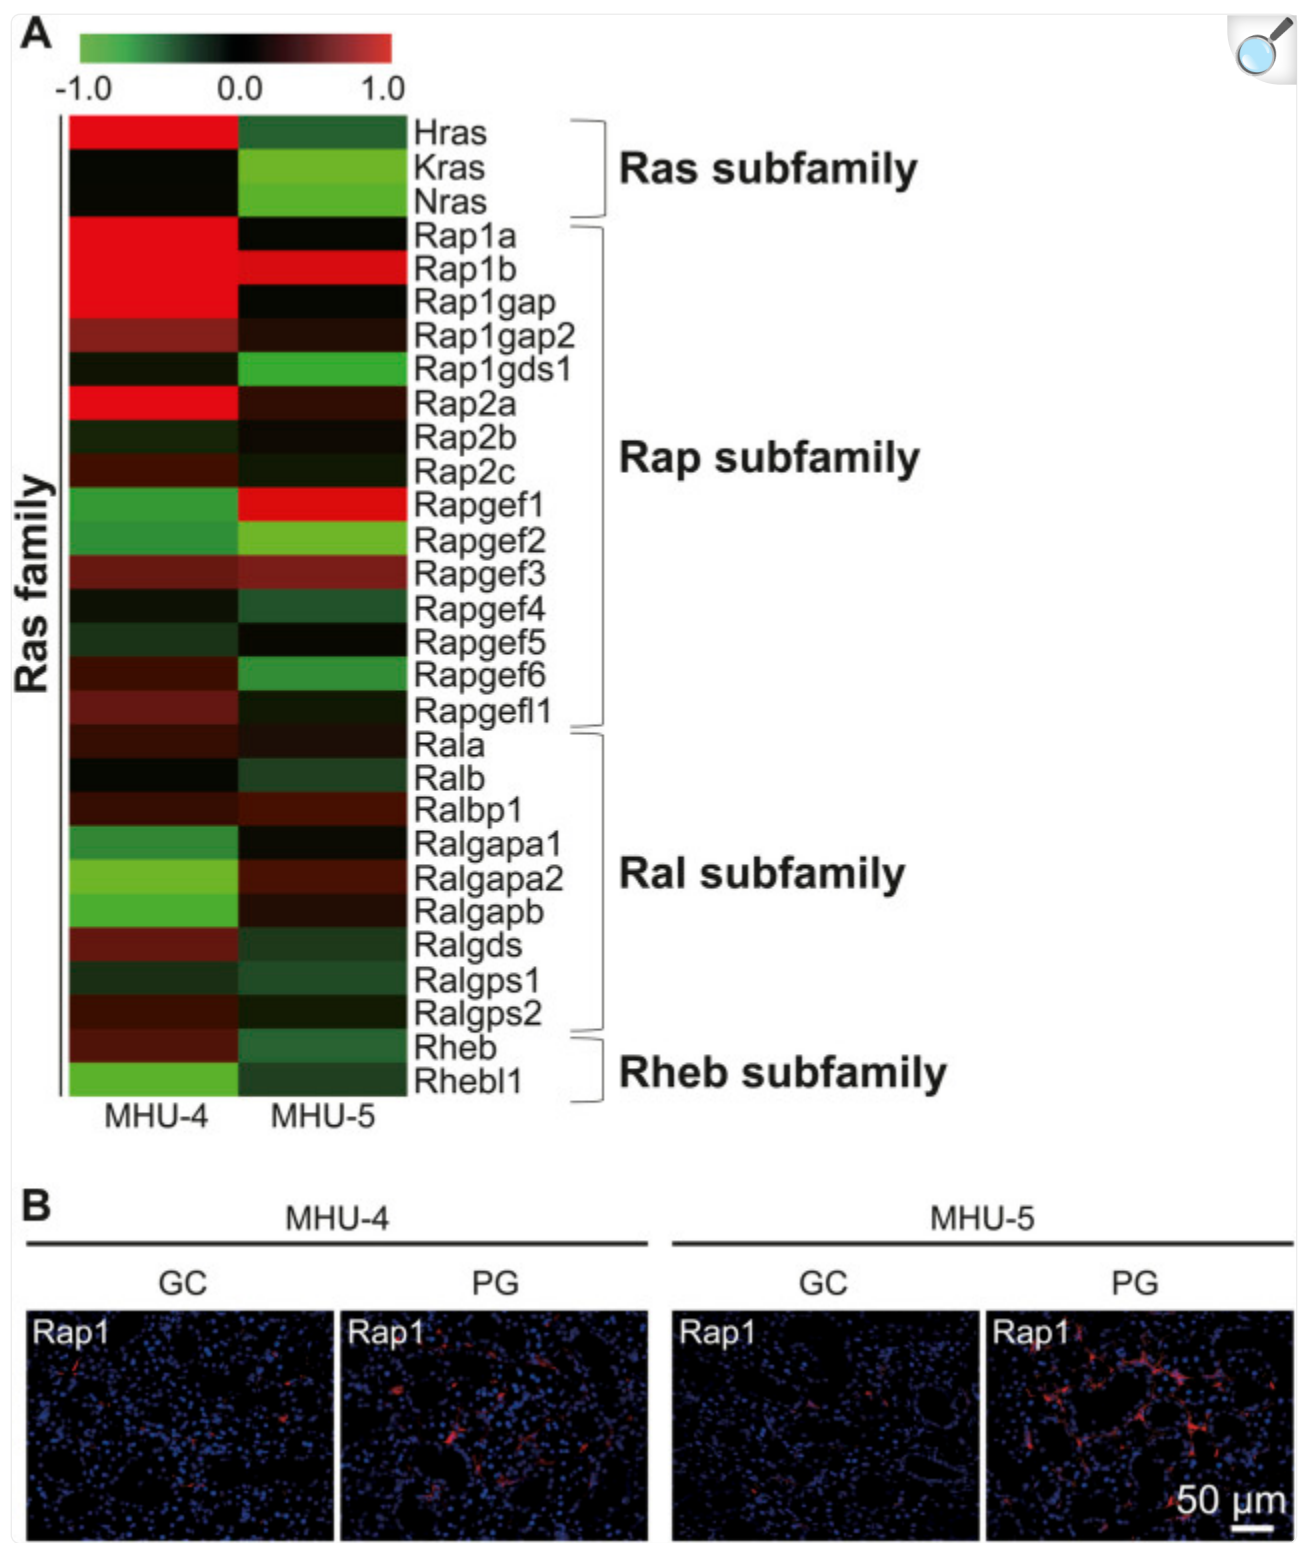 A
-1.0 0.0 1.0
Ras family
Hras
Kras
Nras
Ras subfamily
Rap1a
Rap1b
Rap1gap
Rap1gap2
Rap1gds1
Rap2a
Rap2b
Rap2c
Rapgef1
Rapgef2
Rapgef3
Rapgef4
Rapgef5
Rapgef6
Rapgefl1
Rap subfamily
Rala
Ralb
Ralbp1
Ralgapa1
Ralgapa2
Ralgapb
Ralgds
Ralgps1
Ralgps2
Ral subfamily
Rheb
Rhebl1
Rheb subfamily
MHU-4 MHU-5
B
MHU-4 MHU-5
GC PG GC PG
Rap1 Rap1 Rap1 Rap1
50 μm